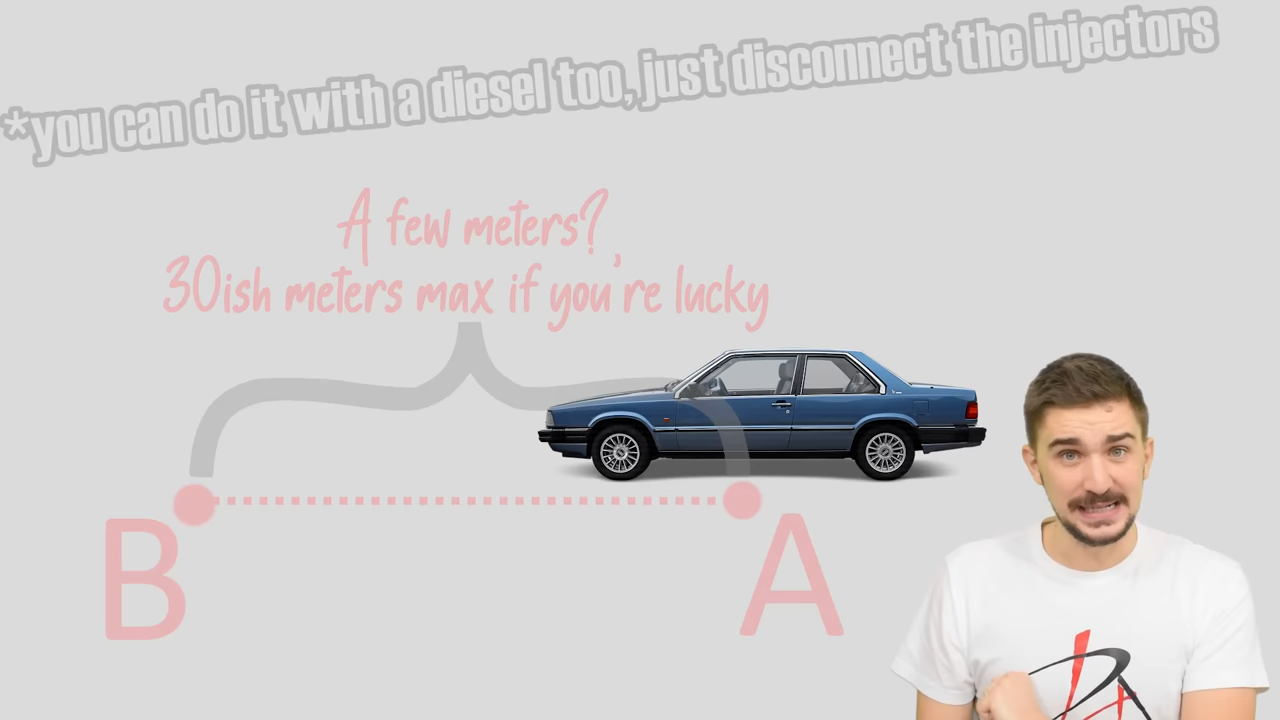 *you can do it with a diesel too, just disconnect the injectors
A few meters?
30ish meters max if you're lucky
B
A